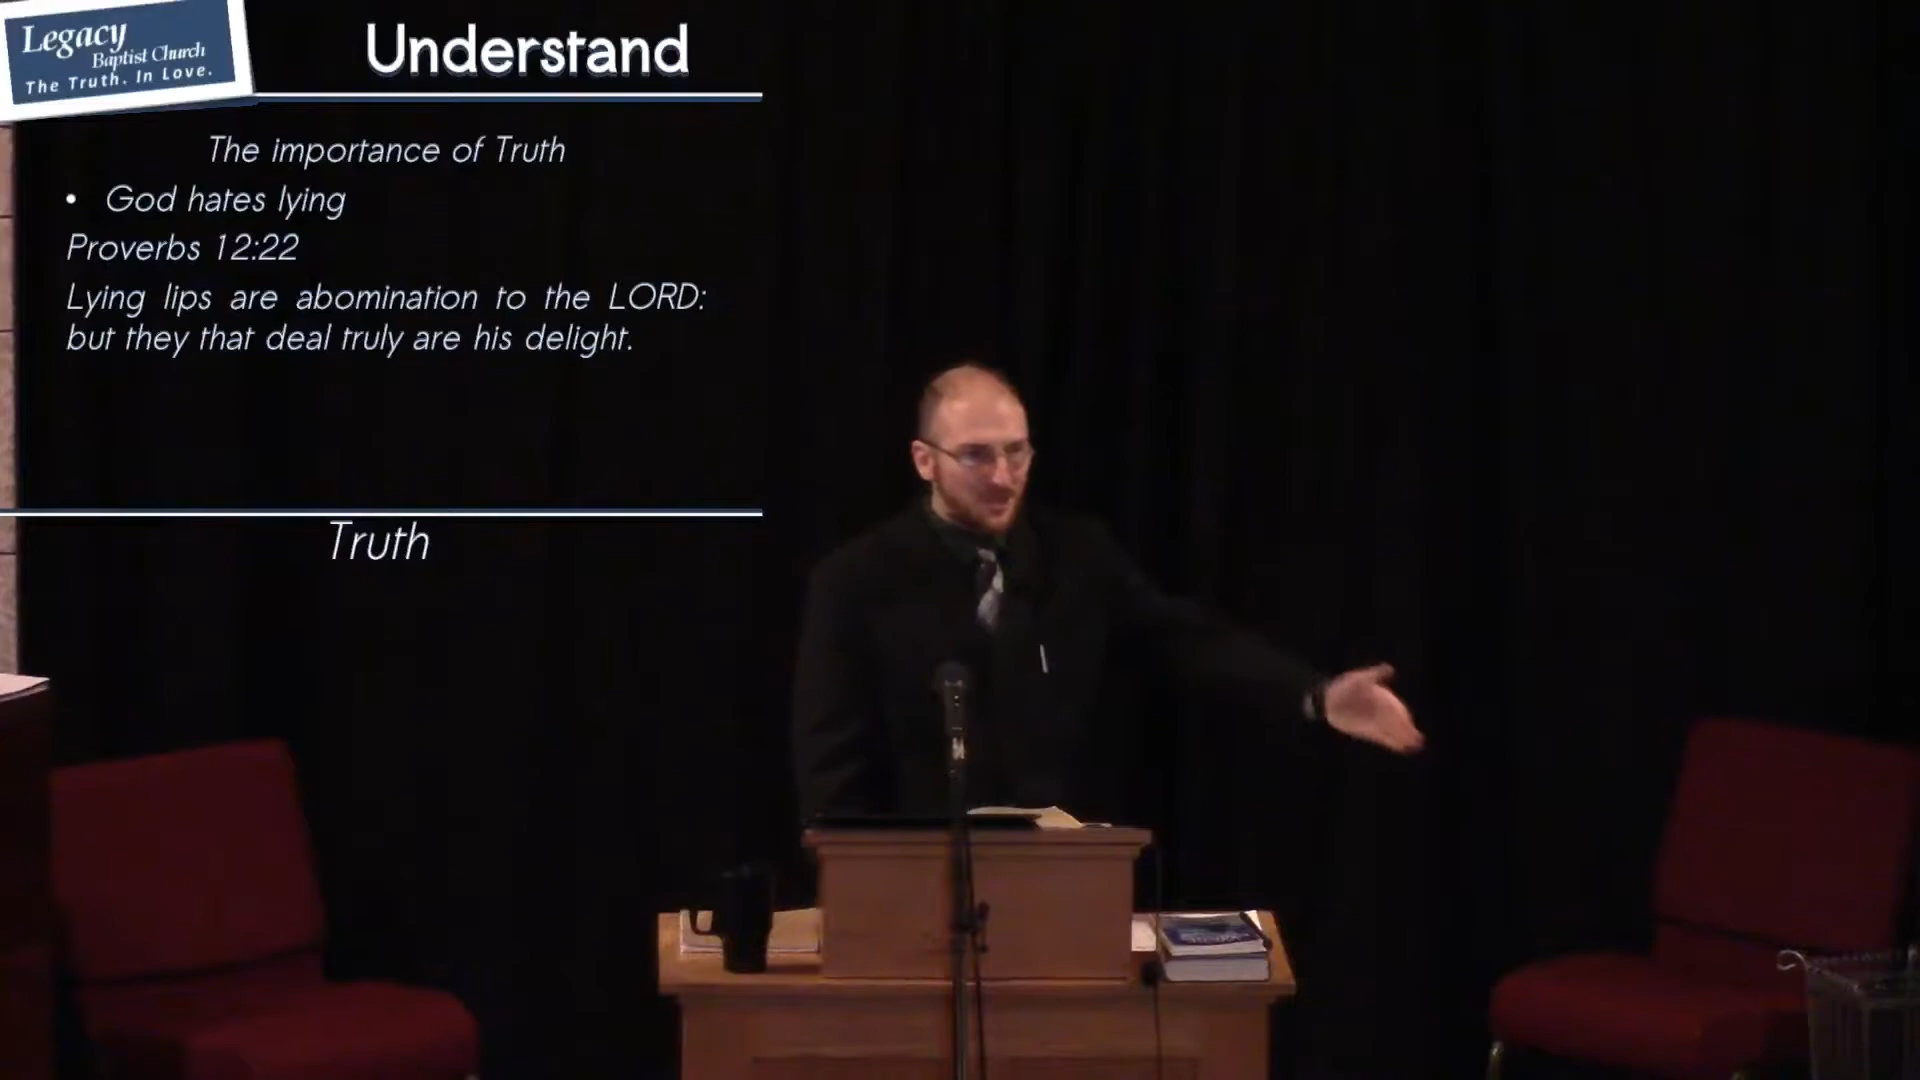 Legacy
Baptist Church
The Truth. In Love.
Understand
The importance of Truth
• God hates lying
Proverbs 12:22
Lying lips are abomination to the LORD:
but they that deal truly are his delight.
Truth